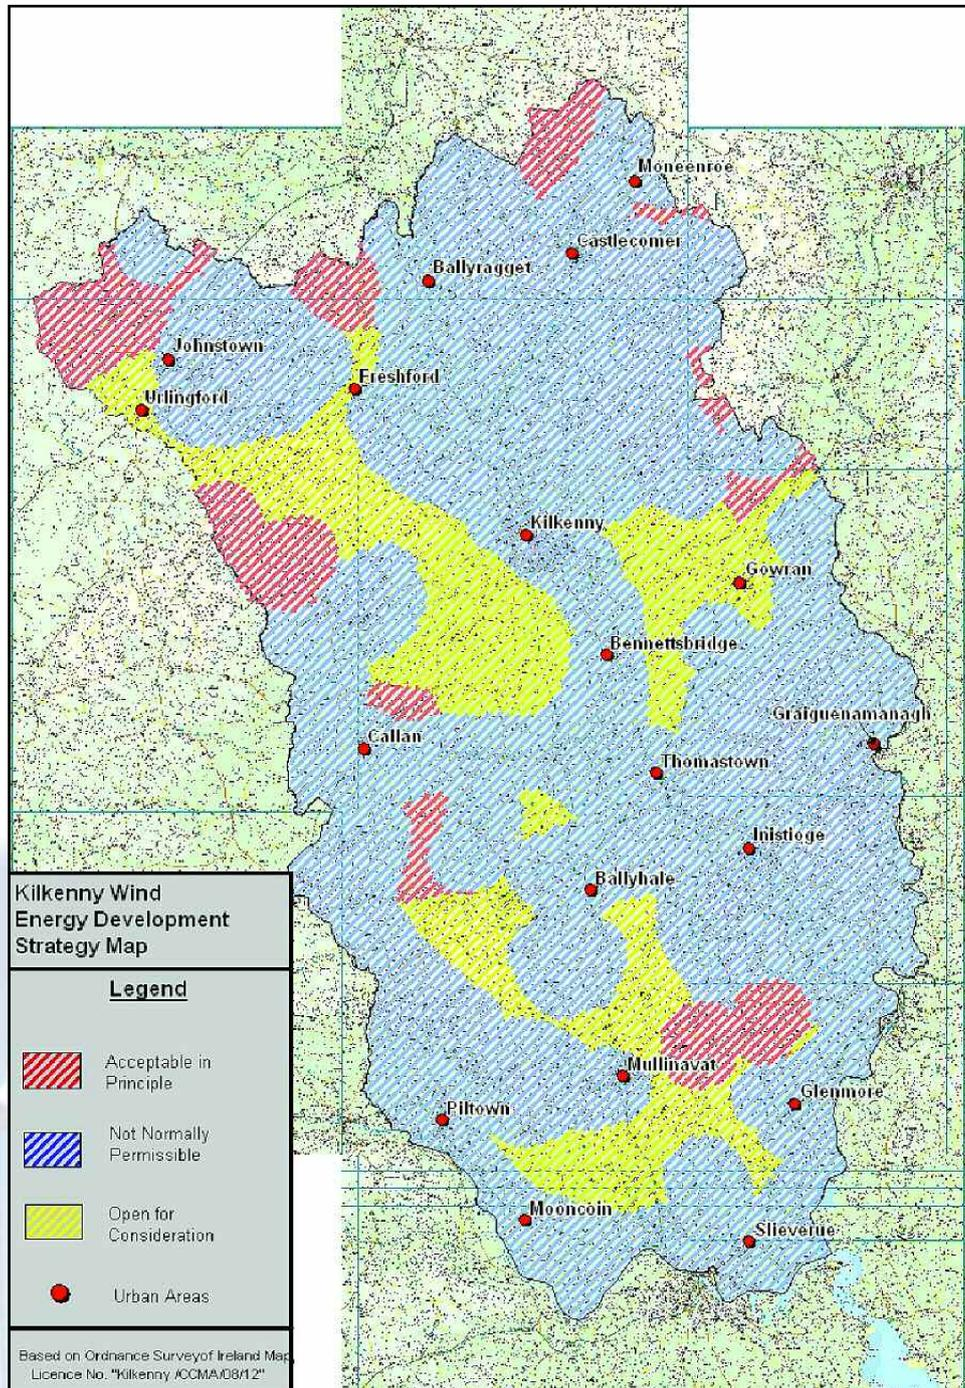 Moneenroe
Castlecomer
Ballyragget
Johnstown
Freshford
Urlingford
Kilkenny
Gowran
Bennettsbridge
Graiguenamanagh
Callan
Thomastown
Inistioge
Ballyhale
Mullinavat
Glenmore
Piltown
Mooncoin
Slieverue
Kilkenny Wind
Energy Development
Strategy Map
Legend
Acceptable in
Principle
Not Normally
Permissible
Open for
Consideration
Urban Areas
Based on Ordnance Surveyof Ireland Map,
Licence No. "Kilkenny /CCMA/08/12"